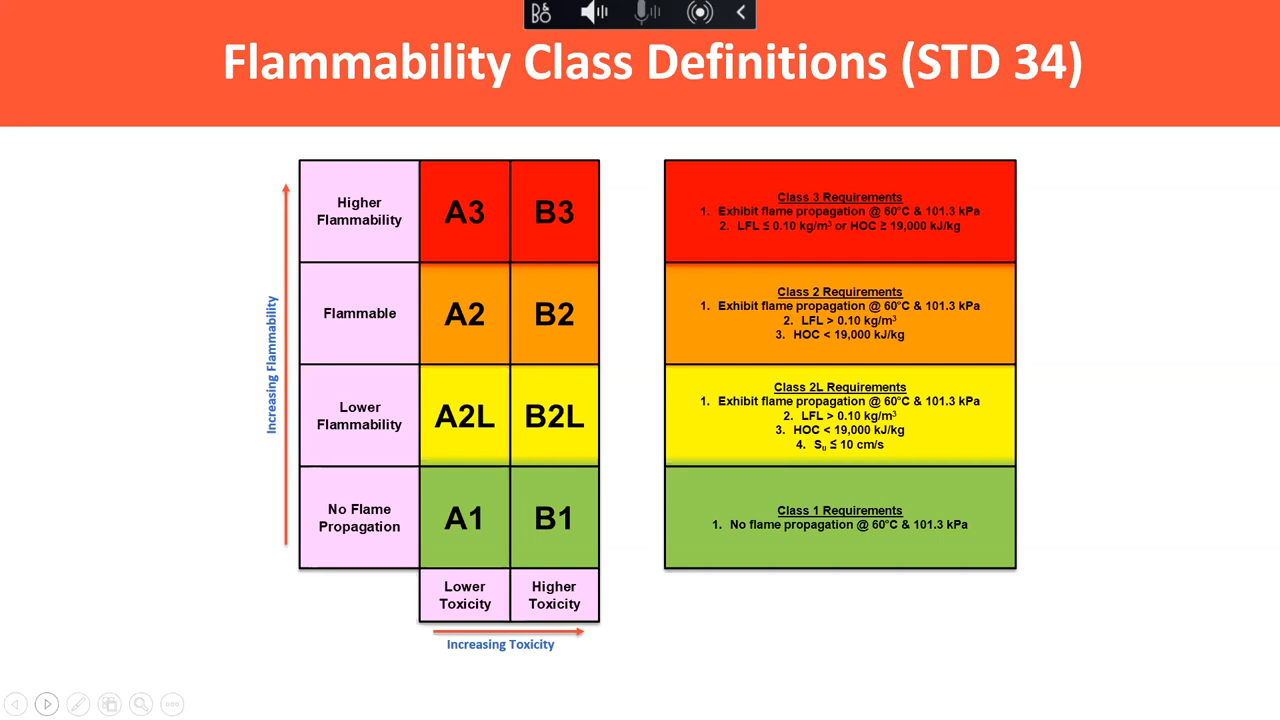 B&O
Flammability Class Definitions (STD 34)
Increasing Flammability
Higher
Flammability
A3
B3
Flammable
A2
B2
Lower
Flammability
A2L
B2L
No Flame
Propagation
A1
B1
Lower
Toxicity
Higher
Toxicity
Increasing Toxicity
Class 3 Requirements
1. Exhibit flame propagation @ 60°C & 101.3 kPa
2. LFL ≤ 0.10 kg/m³ or HOC ≥ 19,000 kJ/kg
Class 2 Requirements
1. Exhibit flame propagation @ 60°C & 101.3 kPa
2. LFL > 0.10 kg/m³
3. HOC < 19,000 kJ/kg
Class 2L Requirements
1. Exhibit flame propagation @ 60°C & 101.3 kPa
2. LFL > 0.10 kg/m³
3. HOC < 19,000 kJ/kg
4. Sᵤ ≤ 10 cm/s
Class 1 Requirements
1. No flame propagation @ 60°C & 101.3 kPa